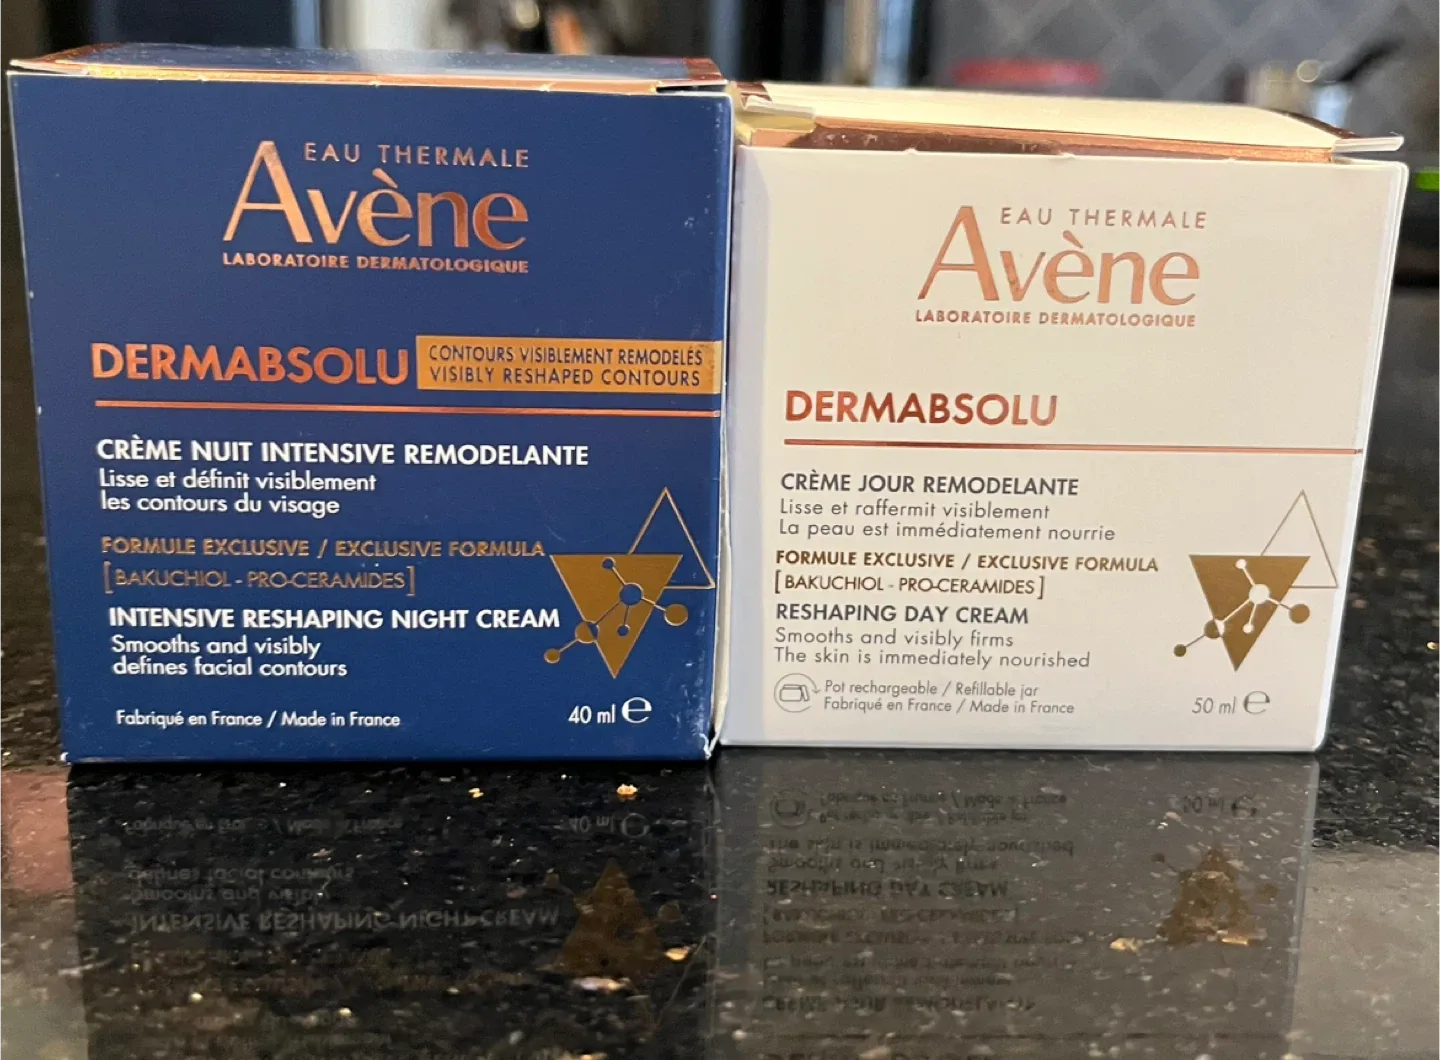 EAU THERMALE
Avène
LABORATOIRE DERMATOLOGIQUE
DERMABSOLU
CONTOURS VISIBLEMENT REMODELÉS
VISIBLY RESHAPED CONTOURS
CRÈME NUIT INTENSIVE REMODELANTE
Lisse et définit visiblement
les contours du visage
FORMULE EXCLUSIVE / EXCLUSIVE FORMULA
[BAKUCHIOL - PRO-CERAMIDES]
INTENSIVE RESHAPING NIGHT CREAM
Smooths and visibly
defines facial contours
Fabriqué en France / Made in France
40 ml e
EAU THERMALE
Avène
LABORATOIRE DERMATOLOGIQUE
DERMABSOLU
CRÈME JOUR REMODELANTE
Lisse et raffermit visiblement
La peau est immédiatement nourrie
FORMULE EXCLUSIVE / EXCLUSIVE FORMULA
[BAKUCHIOL - PRO-CERAMIDES]
RESHAPING DAY CREAM
Smooths and visibly firms
The skin is immediately nourished
Pot rechargeable / Refillable jar
Fabriqué en France / Made in France
50 ml e